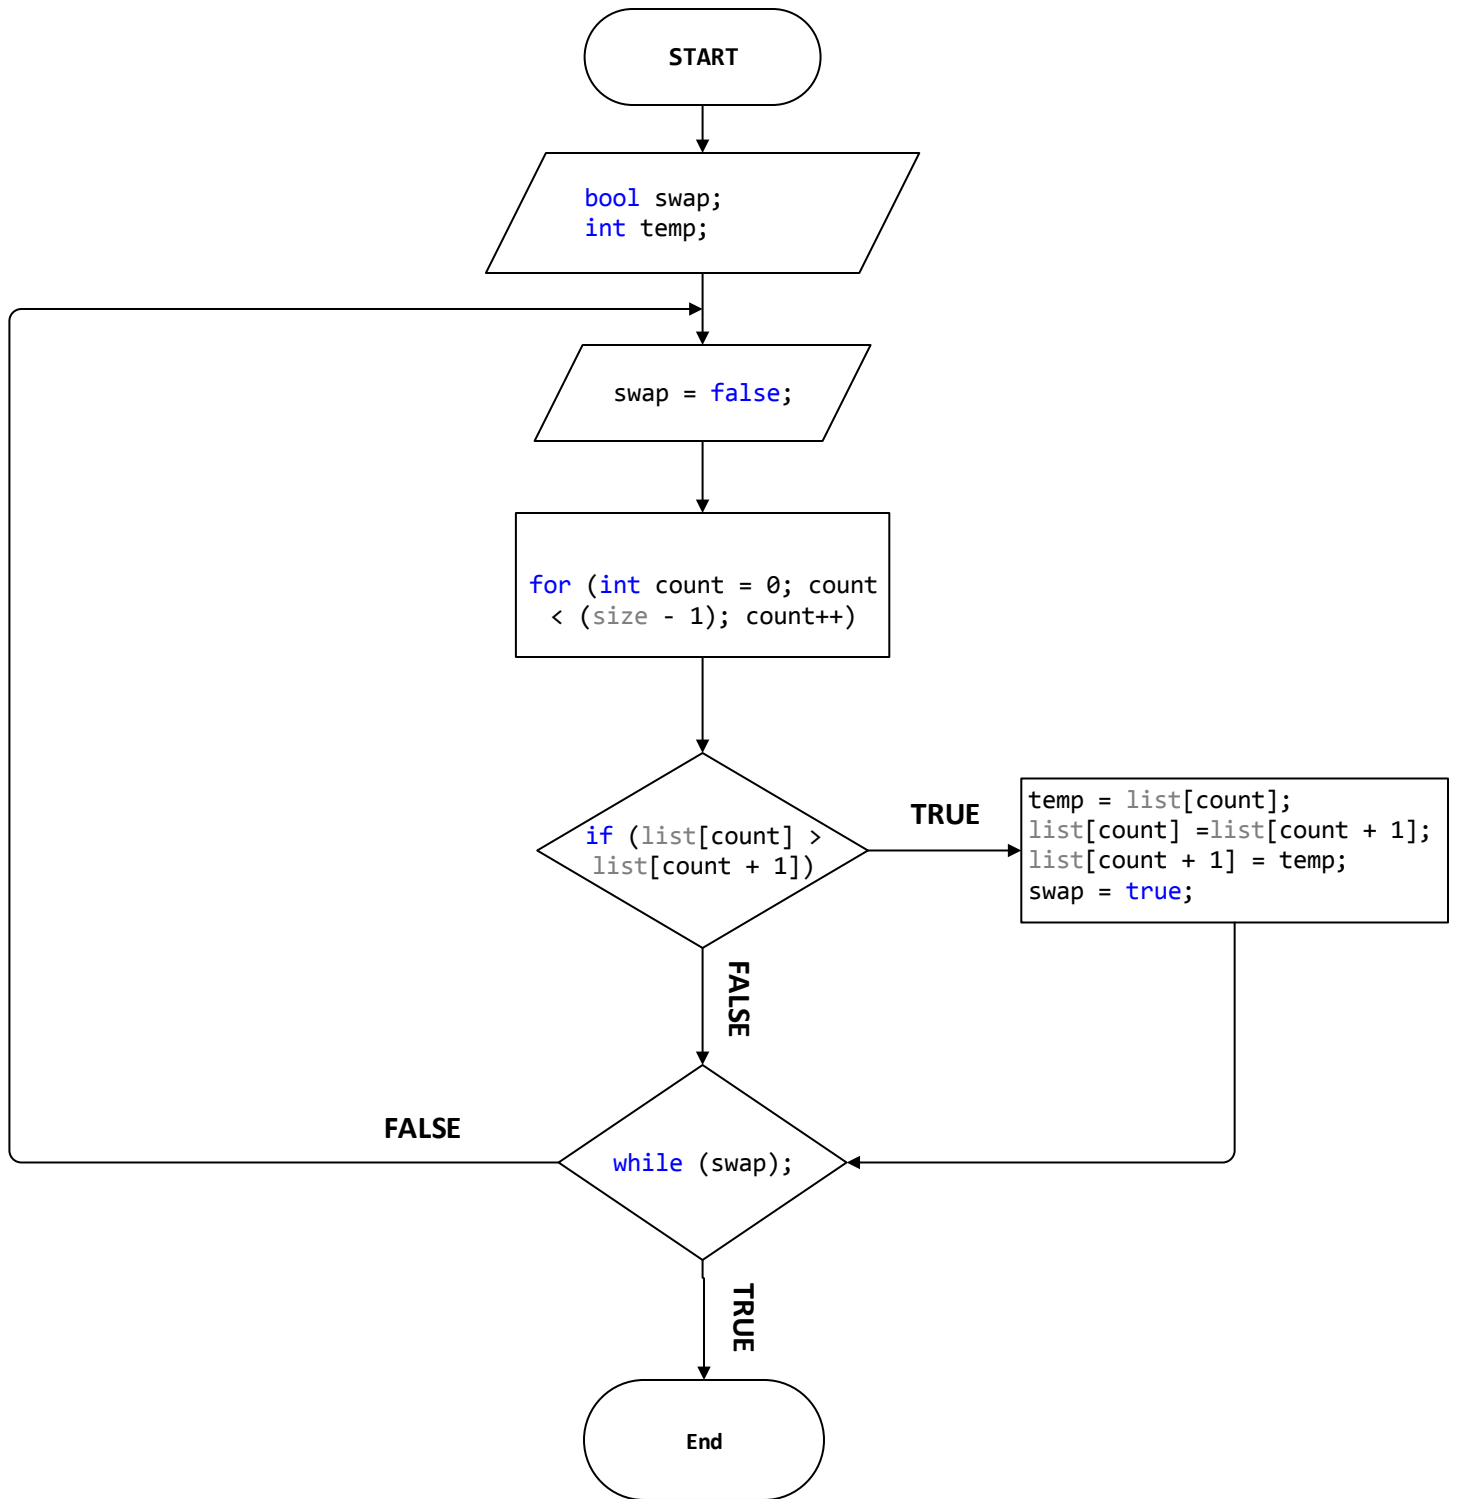 START
bool swap;
int temp;
swap = false;
for (int count = 0; count
< (size - 1); count++)
if (list[count] >
list[count + 1])
TRUE
temp = list[count];
list[count] =list[count + 1];
list[count + 1] = temp;
swap = true;
FALSE
FALSE
while (swap);
TRUE
End